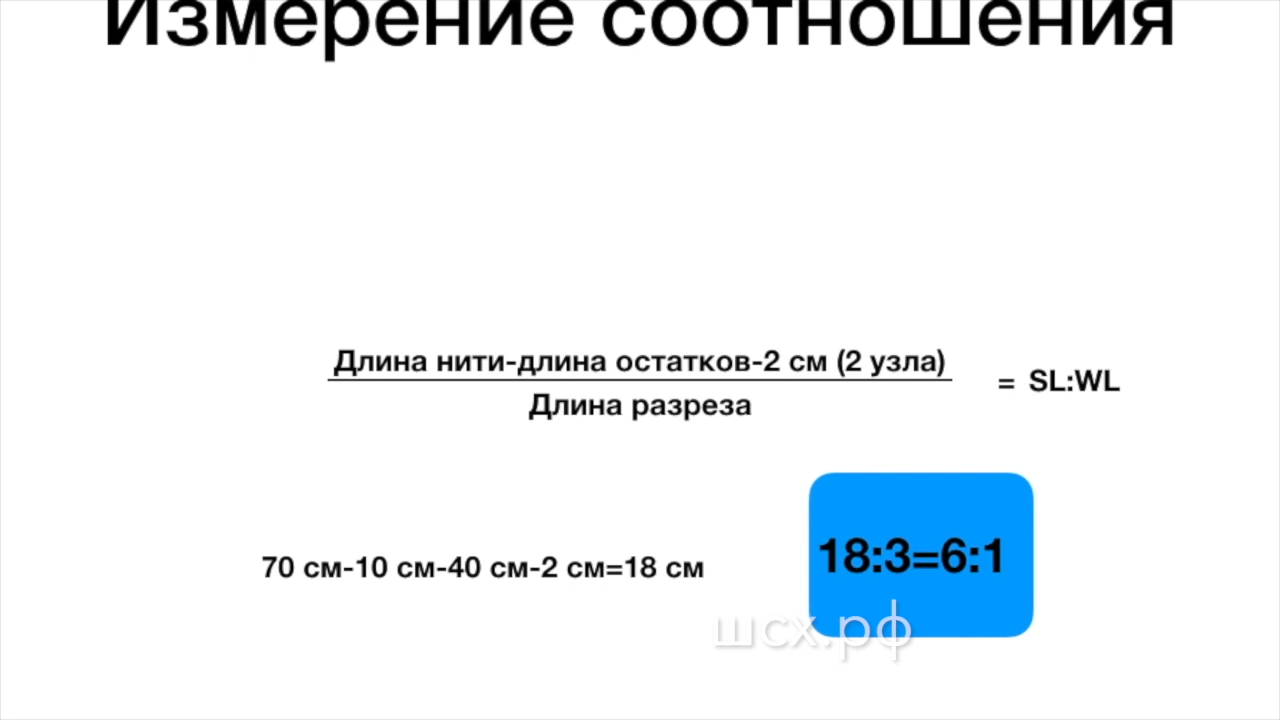 Измерение соотношения
Длина нити-длина остатков-2 см (2 узла)
Длина разреза
= SL:WL
70 см-10 см-40 см-2 см=18 см
18:3=6:1
шсх.рф